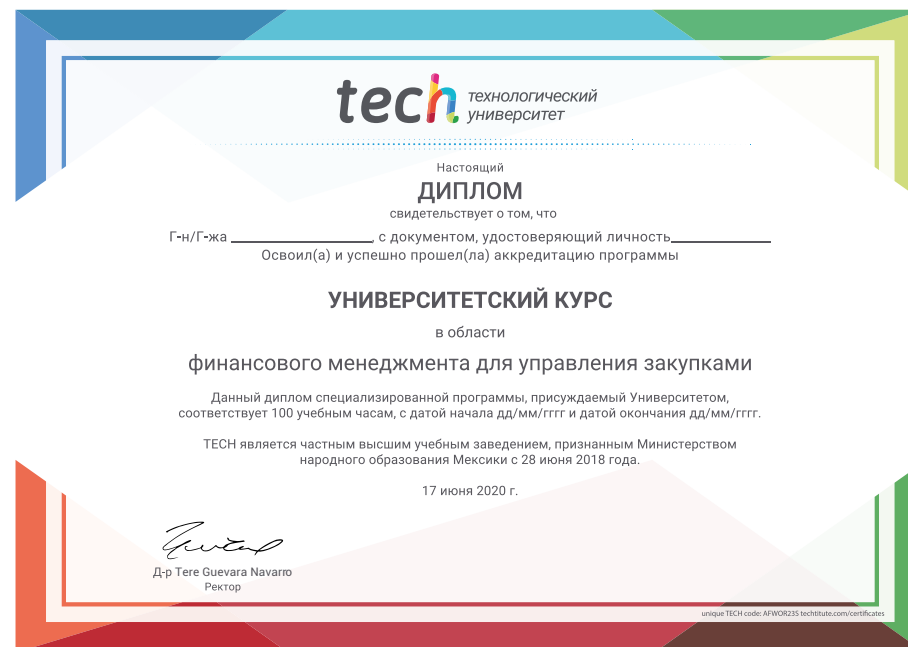 tech технологический
университет
Настоящий
ДИПЛОМ
свидетельствует о том, что
Г-н/Г-жа ____________________, с документом, удостоверяющий личность______________
Освоил(а) и успешно прошел(ла) аккредитацию программы
УНИВЕРСИТЕТСКИЙ КУРС
в области
финансового менеджмента для управления закупками
Данный диплом специализированной программы, присуждаемый Университетом,
соответствует 100 учебным часам, с датой начала дд/мм/гггг и датой окончания дд/мм/гггг.
TECH является частным высшим учебным заведением, признанным Министерством
народного образования Мексики с 28 июня 2018 года.
17 июня 2020 г.
Д-р Tere Guevara Navarro
Ректор
unique TECH code: AFWOR23S techtitute.com/certificates